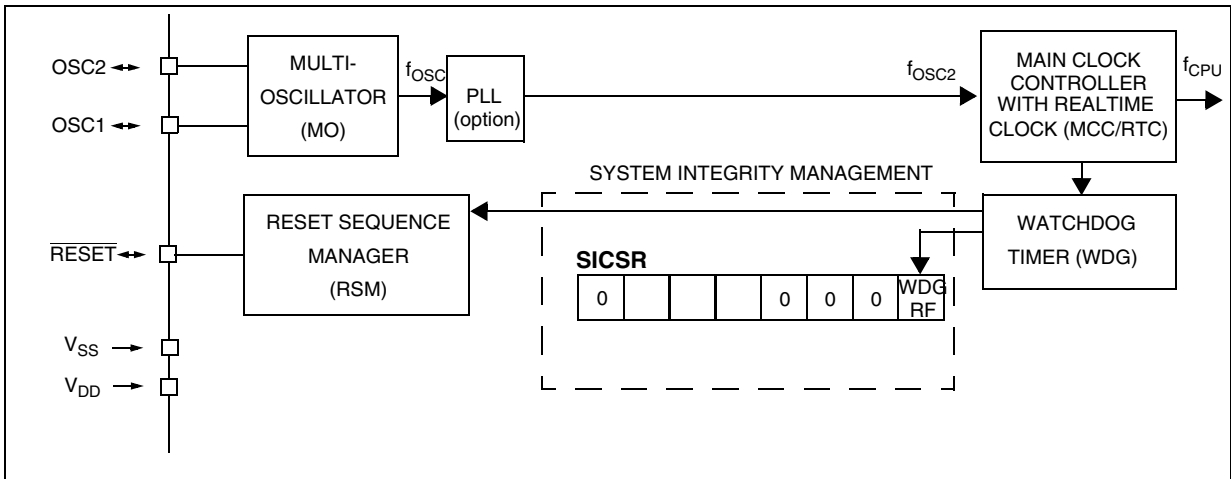 OSC2
OSC1
MULTI-
OSCILLATOR
(MO)
fOSC
PLL
(option)
fOSC2
MAIN CLOCK
CONTROLLER
WITH REALTIME
CLOCK (MCC/RTC)
fCPU
SYSTEM INTEGRITY MANAGEMENT
RESET
RESET SEQUENCE
MANAGER
(RSM)
SICSR
0 0 0 0 WDG
RF
WATCHDOG
TIMER (WDG)
VSS
VDD